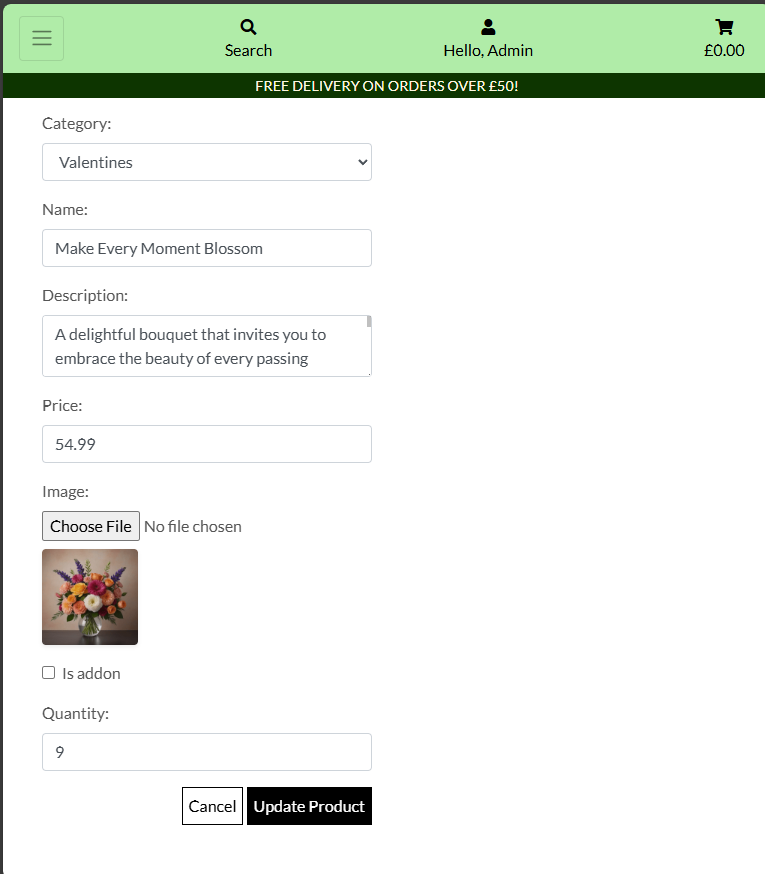 Search
Hello, Admin
£0.00
FREE DELIVERY ON ORDERS OVER £50!
Category:
Valentines
Name:
Make Every Moment Blossom
Description:
A delightful bouquet that invites you to
embrace the beauty of every passing
Price:
54.99
Image:
Choose File No file chosen
Is addon
Quantity:
9
Cancel Update Product